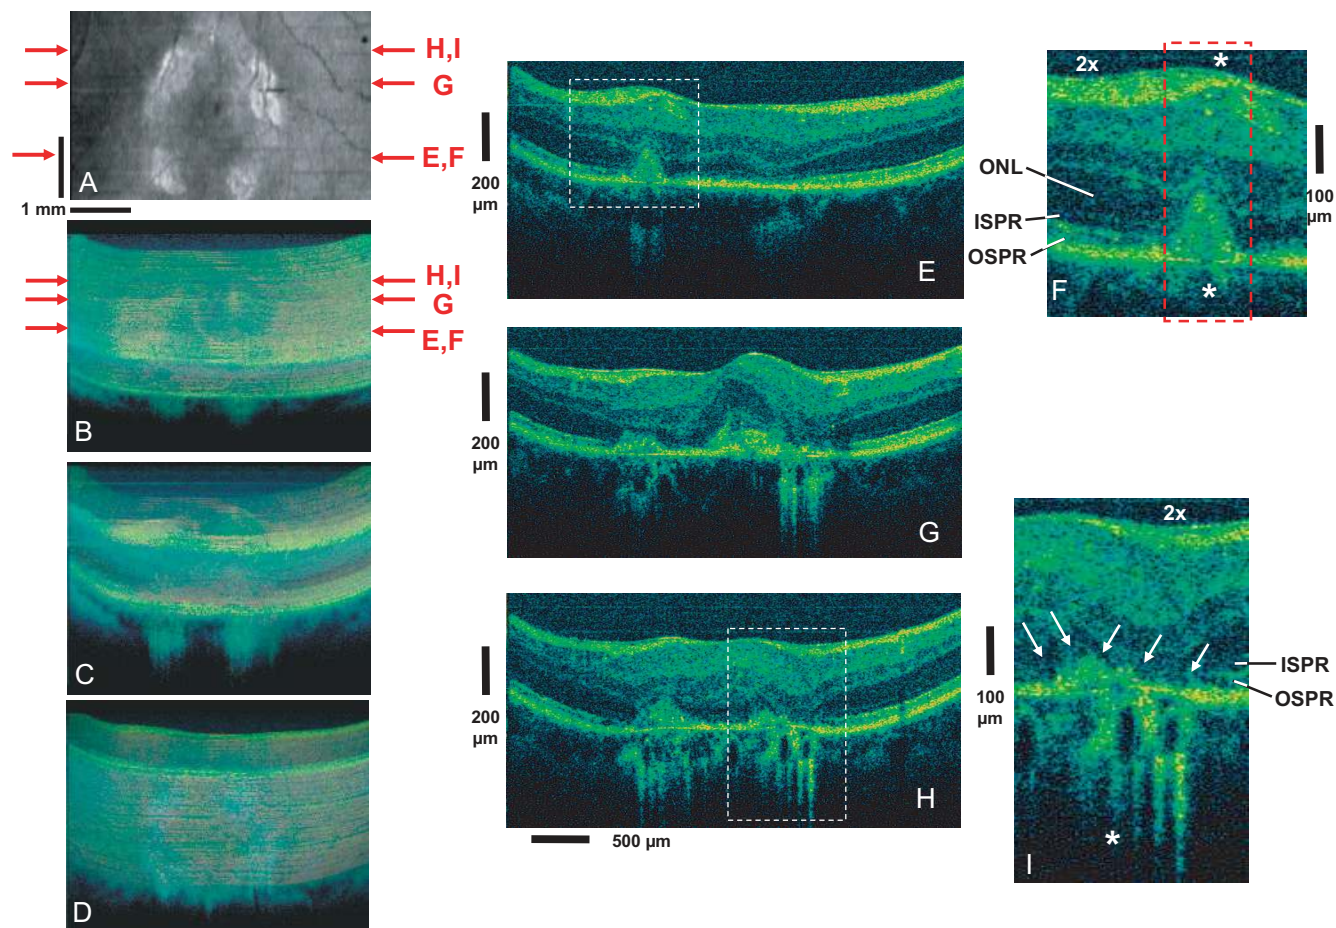 H,I
G
E,F
A
1 mm
H,I
G
E,F
B
C
D
200
µm
E
200
µm
G
200
µm
H
500 µm
2x
*
ONL
ISPR
OSPR
100
µm
F
*
2x
ISPR
OSPR
100
µm
*
I